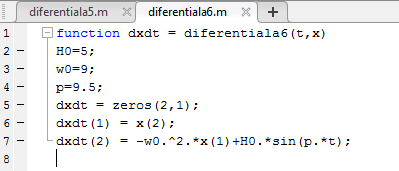 diferentiala5.m × diferentiala6.m × +
1 function dxdt = diferentiala6(t,x)
2 - H0=5;
3 - w0=9;
4 - p=9.5;
5 - dxdt = zeros(2,1);
6 - dxdt(1) = x(2);
7 - dxdt(2) = -w0.^2.*x(1)+H0.*sin(p.*t);
8